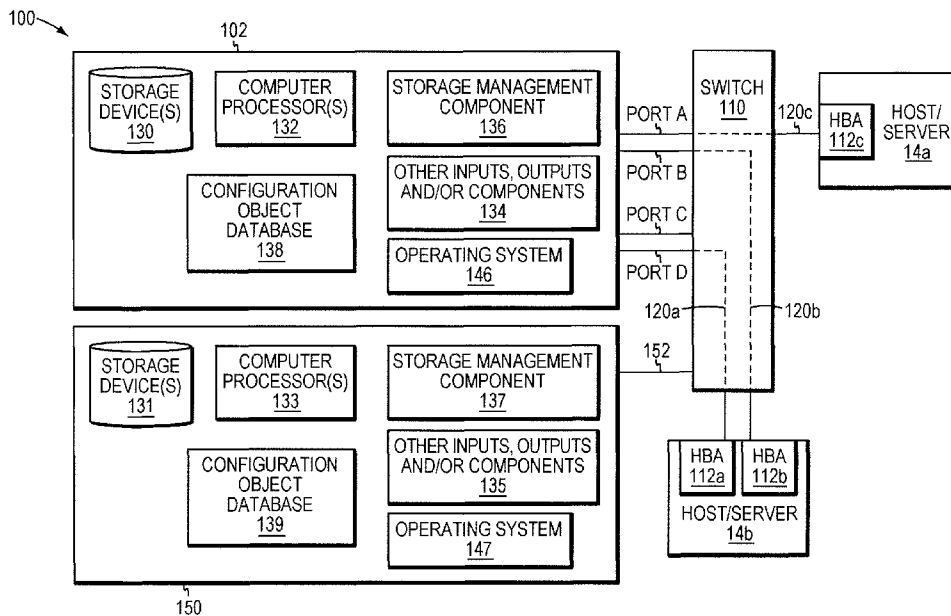 100
102
STORAGE
DEVICE(S)
130
COMPUTER
PROCESSOR(S)
132
STORAGE MANAGEMENT
COMPONENT
136
CONFIGURATION
OBJECT
DATABASE
138
OTHER INPUTS, OUTPUTS
AND/OR COMPONENTS
134
OPERATING SYSTEM
146
PORT A
PORT B
PORT C
PORT D
SWITCH
110
120c
HBA
112c
HOST/
SERVER
14a
120a
120b
152
STORAGE
DEVICE(S)
131
COMPUTER
PROCESSOR(S)
133
STORAGE MANAGEMENT
COMPONENT
137
CONFIGURATION
OBJECT
DATABASE
139
OTHER INPUTS, OUTPUTS
AND/OR COMPONENTS
135
OPERATING SYSTEM
147
HBA
112a
HBA
112b
HOST/SERVER
14b
150